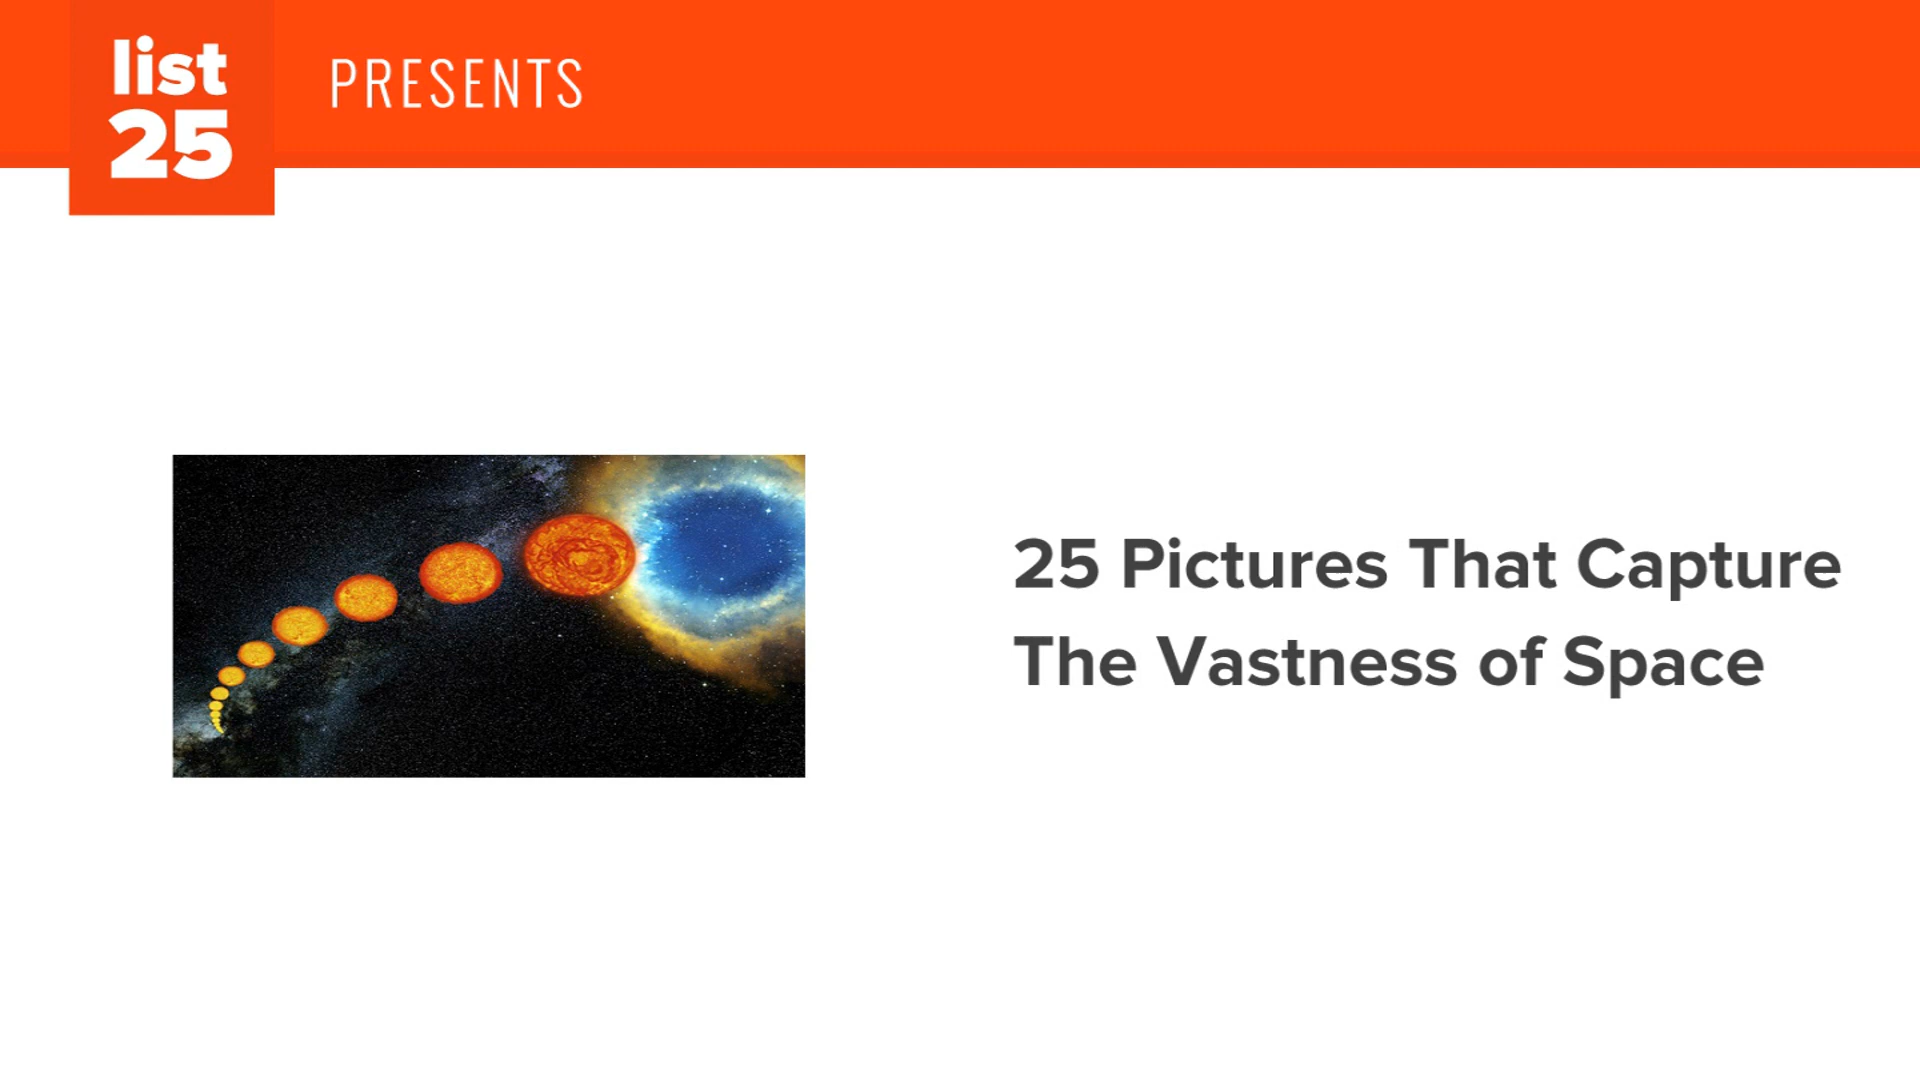 list
25
PRESENTS
25 Pictures That Capture
The Vastness of Space